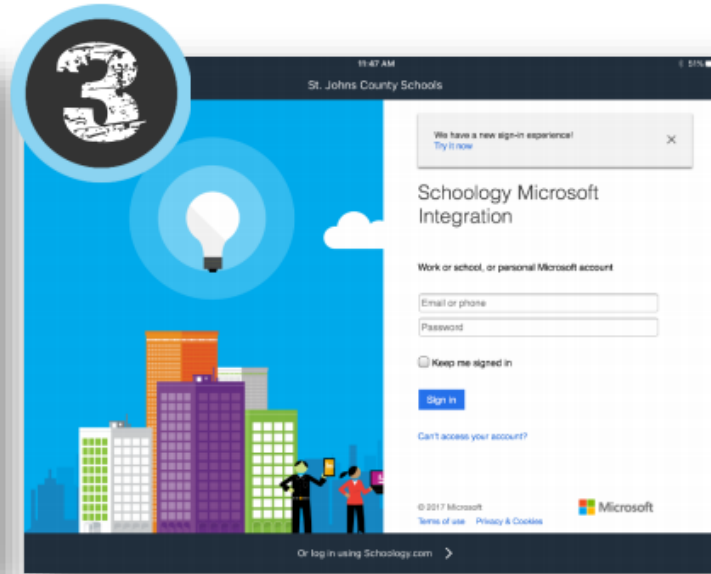 3
11:47 AM
51%
St. Johns County Schools
We have a new sign-in experience!
Try it now
Schoology Microsoft
Integration
Work or school, or personal Microsoft account
Email or phone
Password
Keep me signed in
Sign in
Can't access your account?
© 2017 Microsoft
Microsoft
Terms of use Privacy & Cookies
Or log in using Schoology.com